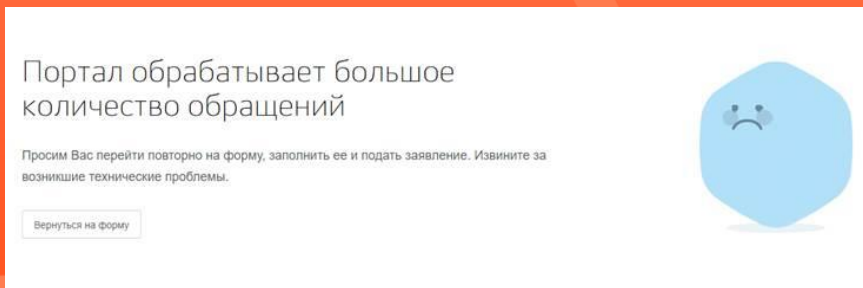 Портал обрабатывает большое
количество обращений
Просим Вас перейти повторно на форму, заполнить ее и подать заявление. Извините за
возникшие технические проблемы.
Вернуться на форму